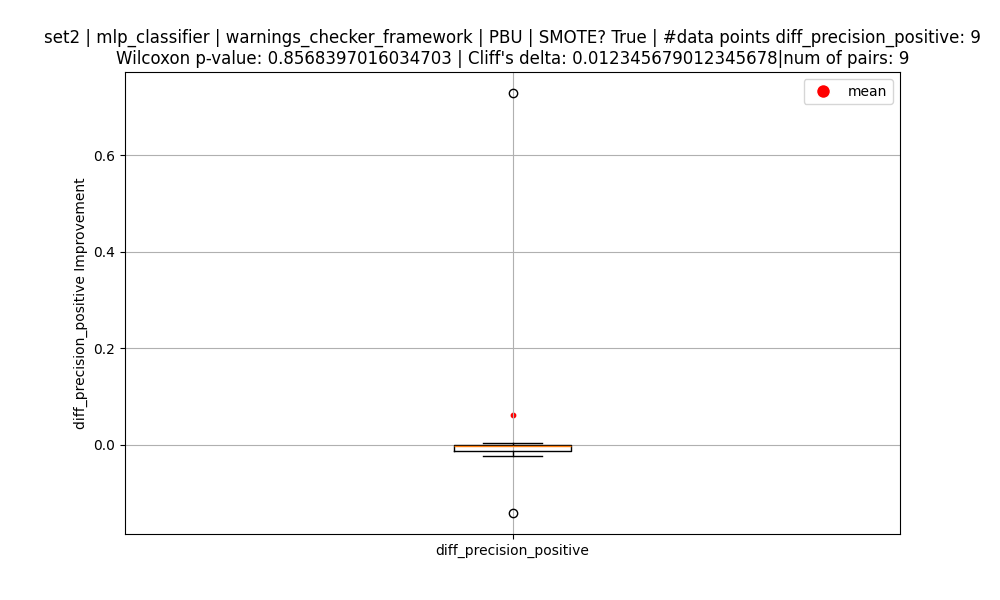 set2 | mlp_classifier | warnings_checker_framework | PBU | SMOTE? True | #data points diff_precision_positive: 9
Wilcoxon p-value: 0.8568397016034703 | Cliff's delta: 0.012345679012345678|num of pairs: 9
mean
0.6
0.4
0.2
0.0
diff_precision_positive Improvement
diff_precision_positive